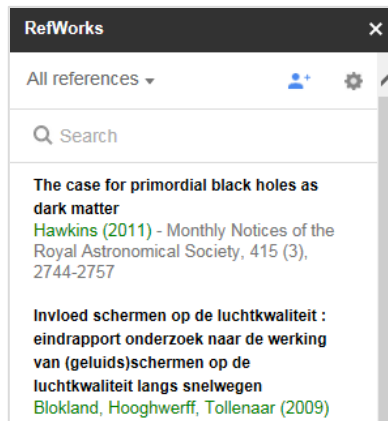 RefWorks ×
All references
Search
The case for primordial black holes as
dark matter
Hawkins (2011) - Monthly Notices of the
Royal Astronomical Society, 415 (3),
2744-2757
Invloed schermen op de luchtkwaliteit :
eindrapport onderzoek naar de werking
van (geluids)schermen op de
luchtkwaliteit langs snelwegen
Blokland, Hooghwerff, Tollenaar (2009)